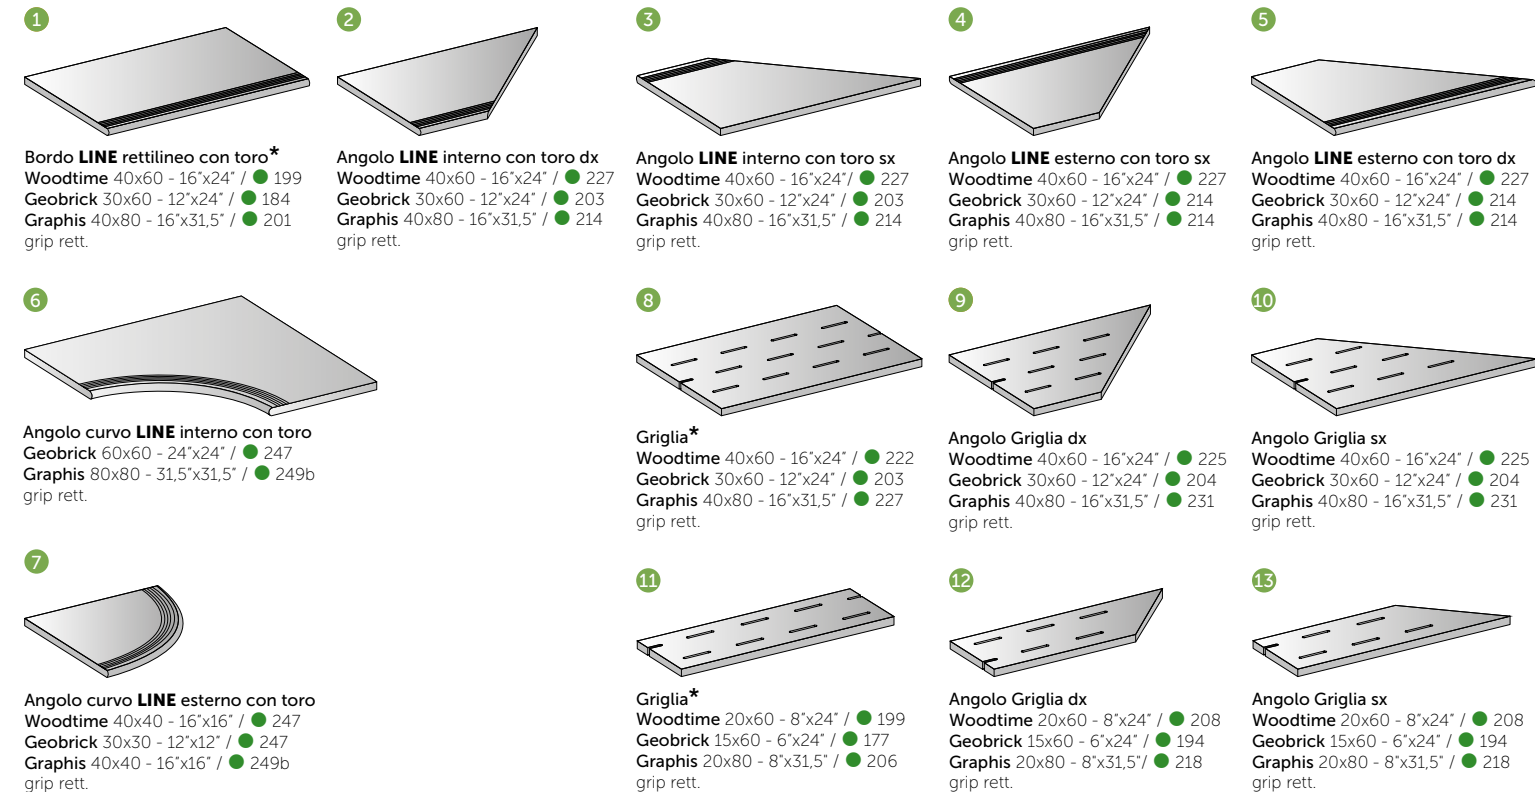 1
Bordo LINE rettilineo con toro*
Woodtime 40x60 - 16”x24” / 199
Geobrick 30x60 - 12”x24” / 184
Graphis 40x80 - 16”x31,5” / 201
grip rett.
2
Angolo LINE interno con toro dx
Woodtime 40x60 - 16”x24” / 227
Geobrick 30x60 - 12”x24” / 203
Graphis 40x80 - 16”x31,5” / 214
grip rett.
3
Angolo LINE interno con toro sx
Woodtime 40x60 - 16”x24”/ 227
Geobrick 30x60 - 12”x24” / 203
Graphis 40x80 - 16”x31,5” / 214
grip rett.
4
Angolo LINE esterno con toro sx
Woodtime 40x60 - 16”x24” / 227
Geobrick 30x60 - 12”x24” / 214
Graphis 40x80 - 16”x31,5” / 214
grip rett.
5
Angolo LINE esterno con toro dx
Woodtime 40x60 - 16”x24” / 227
Geobrick 30x60 - 12”x24” / 214
Graphis 40x80 - 16”x31,5” / 214
grip rett.
6
Angolo curvo LINE interno con toro
Geobrick 60x60 - 24”x24” / 247
Graphis 80x80 - 31,5”x31,5” / 249b
grip rett.
8
Griglia*
Woodtime 40x60 - 16”x24” / 222
Geobrick 30x60 - 12”x24” / 203
Graphis 40x80 - 16”x31,5” / 227
grip rett.
9
Angolo Griglia dx
Woodtime 40x60 - 16”x24” / 225
Geobrick 30x60 - 12”x24” / 204
Graphis 40x80 - 16”x31,5” / 231
grip rett.
10
Angolo Griglia sx
Woodtime 40x60 - 16”x24” / 225
Geobrick 30x60 - 12”x24” / 204
Graphis 40x80 - 16”x31,5” / 231
grip rett.
7
Angolo curvo LINE esterno con toro
Woodtime 40x40 - 16”x16” / 247
Geobrick 30x30 - 12”x12” / 247
Graphis 40x40 - 16”x16” / 249b
grip rett.
11
Griglia*
Woodtime 20x60 - 8”x24” / 199
Geobrick 15x60 - 6”x24” / 177
Graphis 20x80 - 8”x31,5” / 206
grip rett.
12
Angolo Griglia dx
Woodtime 20x60 - 8”x24” / 208
Geobrick 15x60 - 6”x24” / 194
Graphis 20x80 - 8”x31,5”/ 218
grip rett.
13
Angolo Griglia sx
Woodtime 20x60 - 8”x24” / 208
Geobrick 15x60 - 6”x24” / 194
Graphis 20x80 - 8”x31,5” / 218
grip rett.